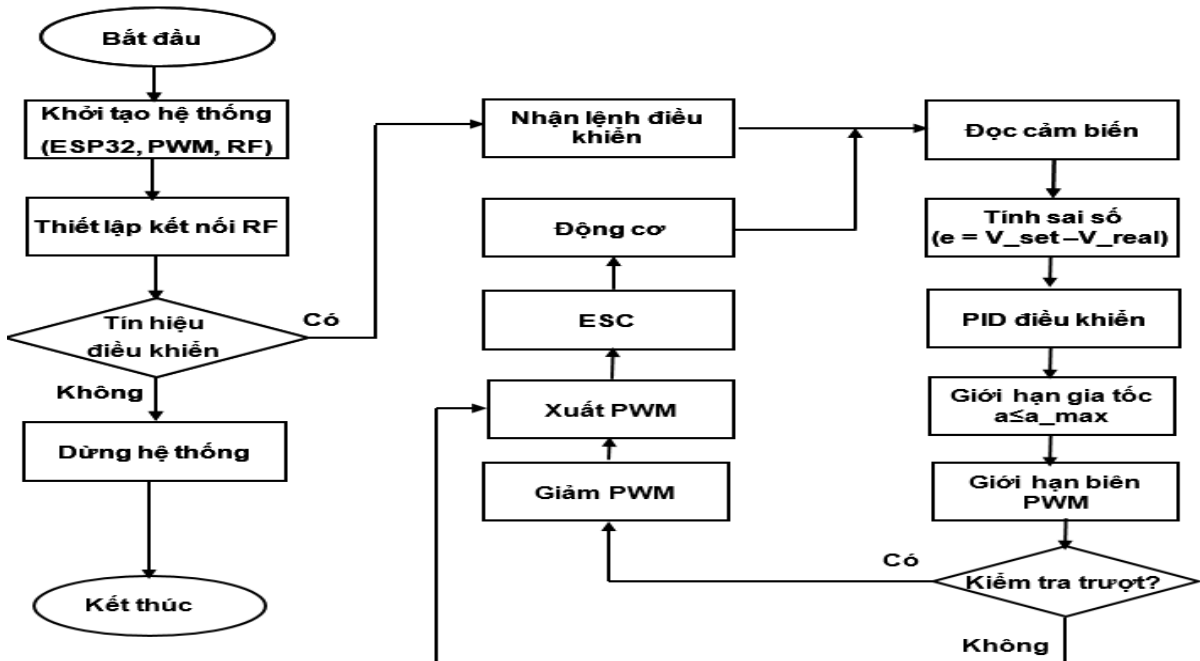 Bắt đầu
Khởi tạo hệ thống
(ESP32, PWM, RF)
Thiết lập kết nối RF
Tín hiệu
điều khiển
Có
Không
Dừng hệ thống
Kết thúc
Nhận lệnh điều
khiển
Động cơ
ESC
Xuất PWM
Giảm PWM
Đọc cảm biến
Tính sai số
(e = V_set –V_real)
PID điều khiển
Giới hạn gia tốc
a≤a_max
Giới hạn biên
PWM
Kiểm tra trượt?
Có
Không